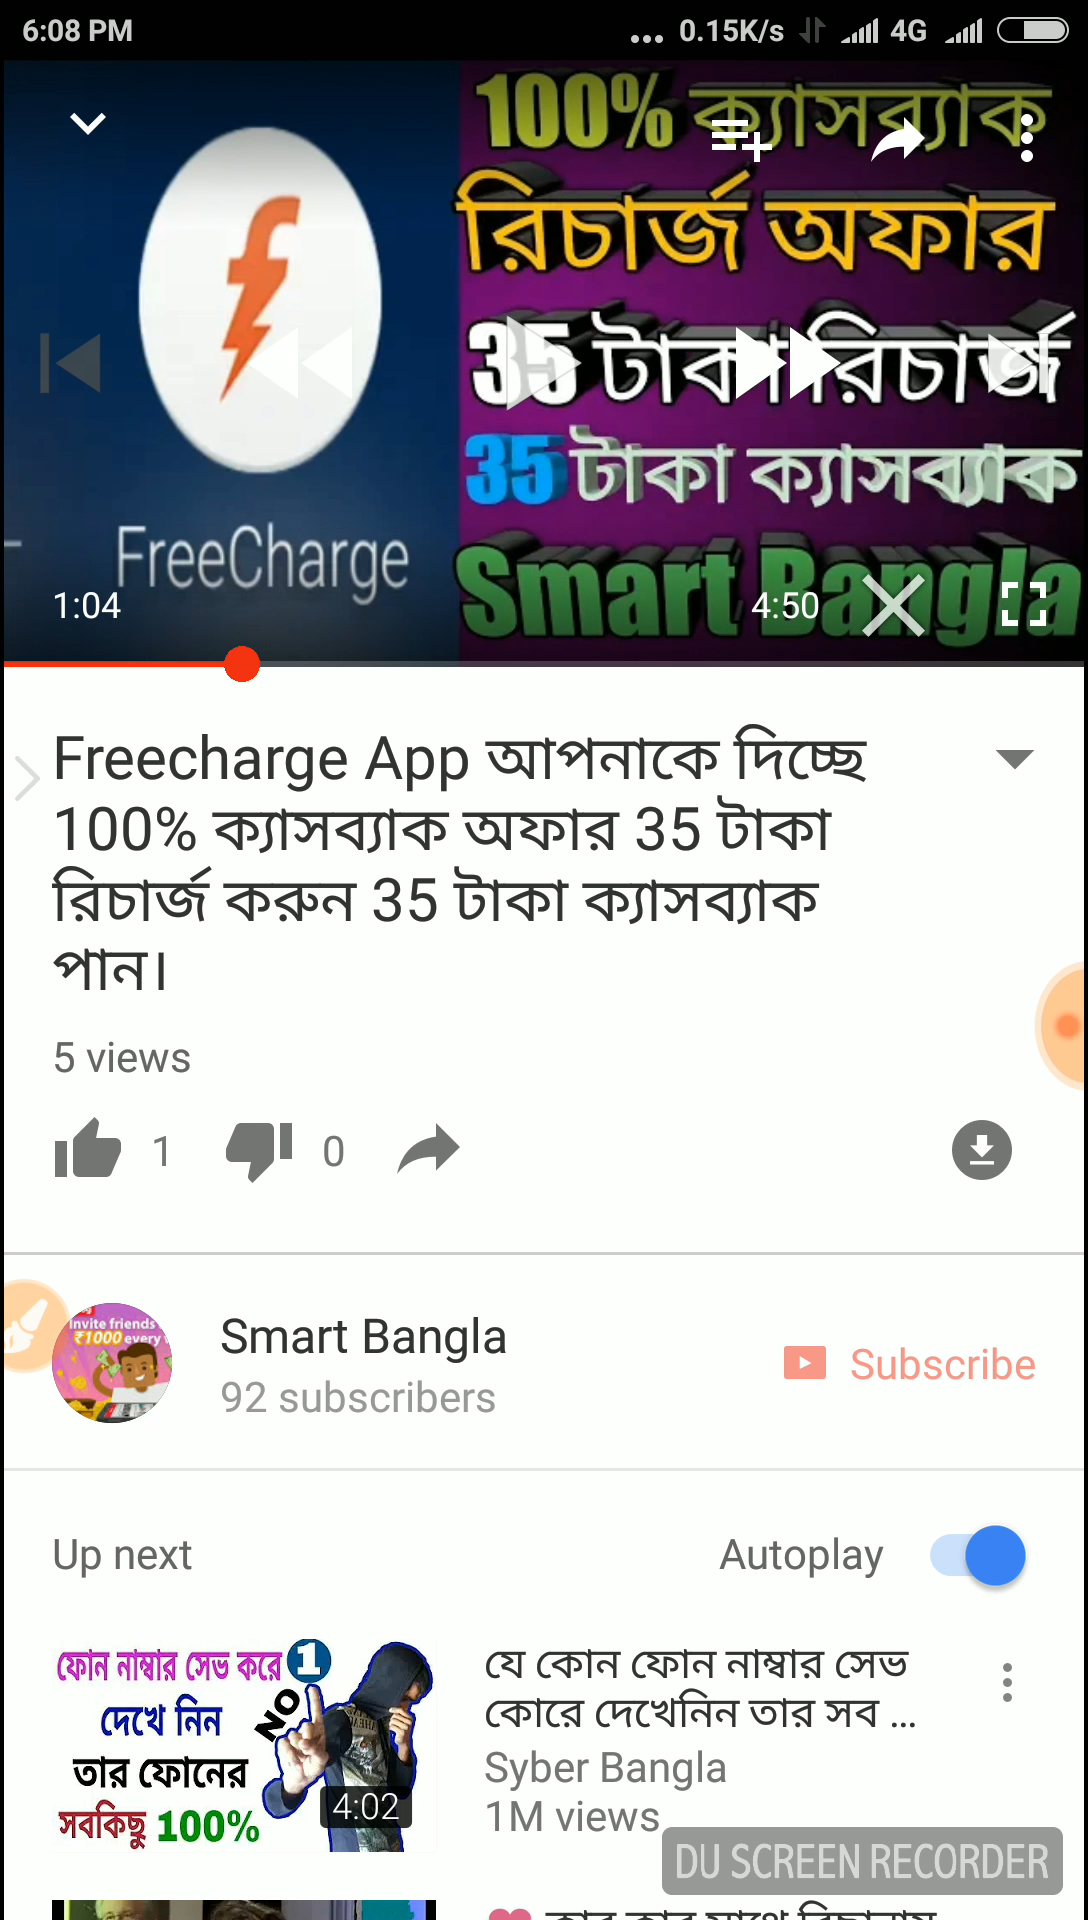 6:08 PM
... 0.15K/s 4G
100% ক্যাসব্যাক
রিচার্জ অফার
35 টাকা রিচার্জ
35 টাকা ক্যাসব্যাক
Smart Bangla
FreeCharge
1:04
4:50
Freecharge App আপনাকে দিচ্ছে
100% ক্যাসব্যাক অফার 35 টাকা
রিচার্জ করুন 35 টাকা ক্যাসব্যাক
পান।
5 views
1
0
Invite friends
₹1000 every
Smart Bangla
92 subscribers
Subscribe
Up next
Autoplay
ফোন নাম্বার সেভ করে 1
দেখে নিন
NO
তার ফোনের
সবকিছু 100%
4:02
যে কোন ফোন নাম্বার সেভ
কোরে দেখেনিন তার সব ...
Syber Bangla
1M views
DU SCREEN RECORDER